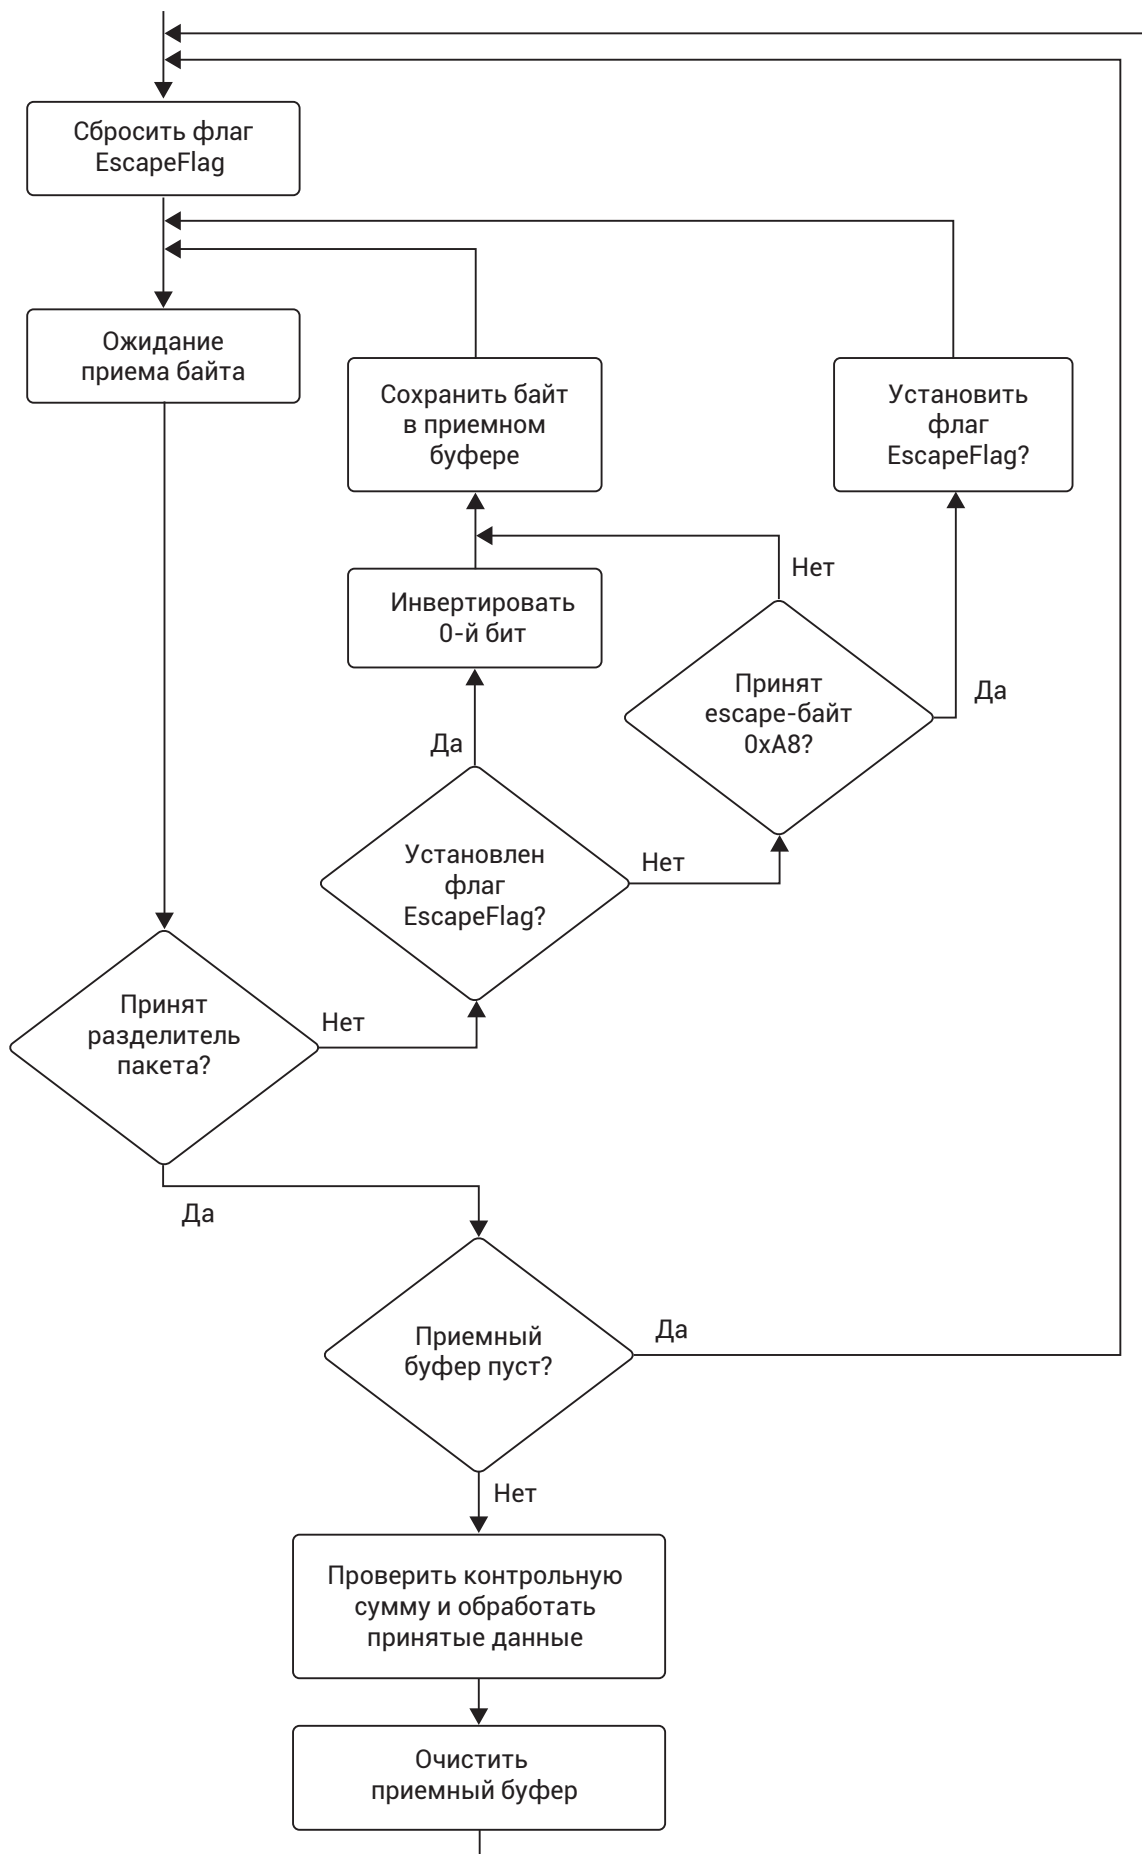 Сбросить флаг
EscapeFlag
Ожидание
приема байта
Сохранить байт
в приемном
буфере
Установить
флаг
EscapeFlag?
Нет
Инвертировать
0-й бит
Принят
escape-байт
0xA8?
Да
Да
Установлен
флаг
EscapeFlag?
Нет
Принят
разделитель
пакета?
Нет
Да
Приемный
буфер пуст?
Да
Нет
Проверить контрольную
сумму и обработать
принятые данные
Очистить
приемный буфер